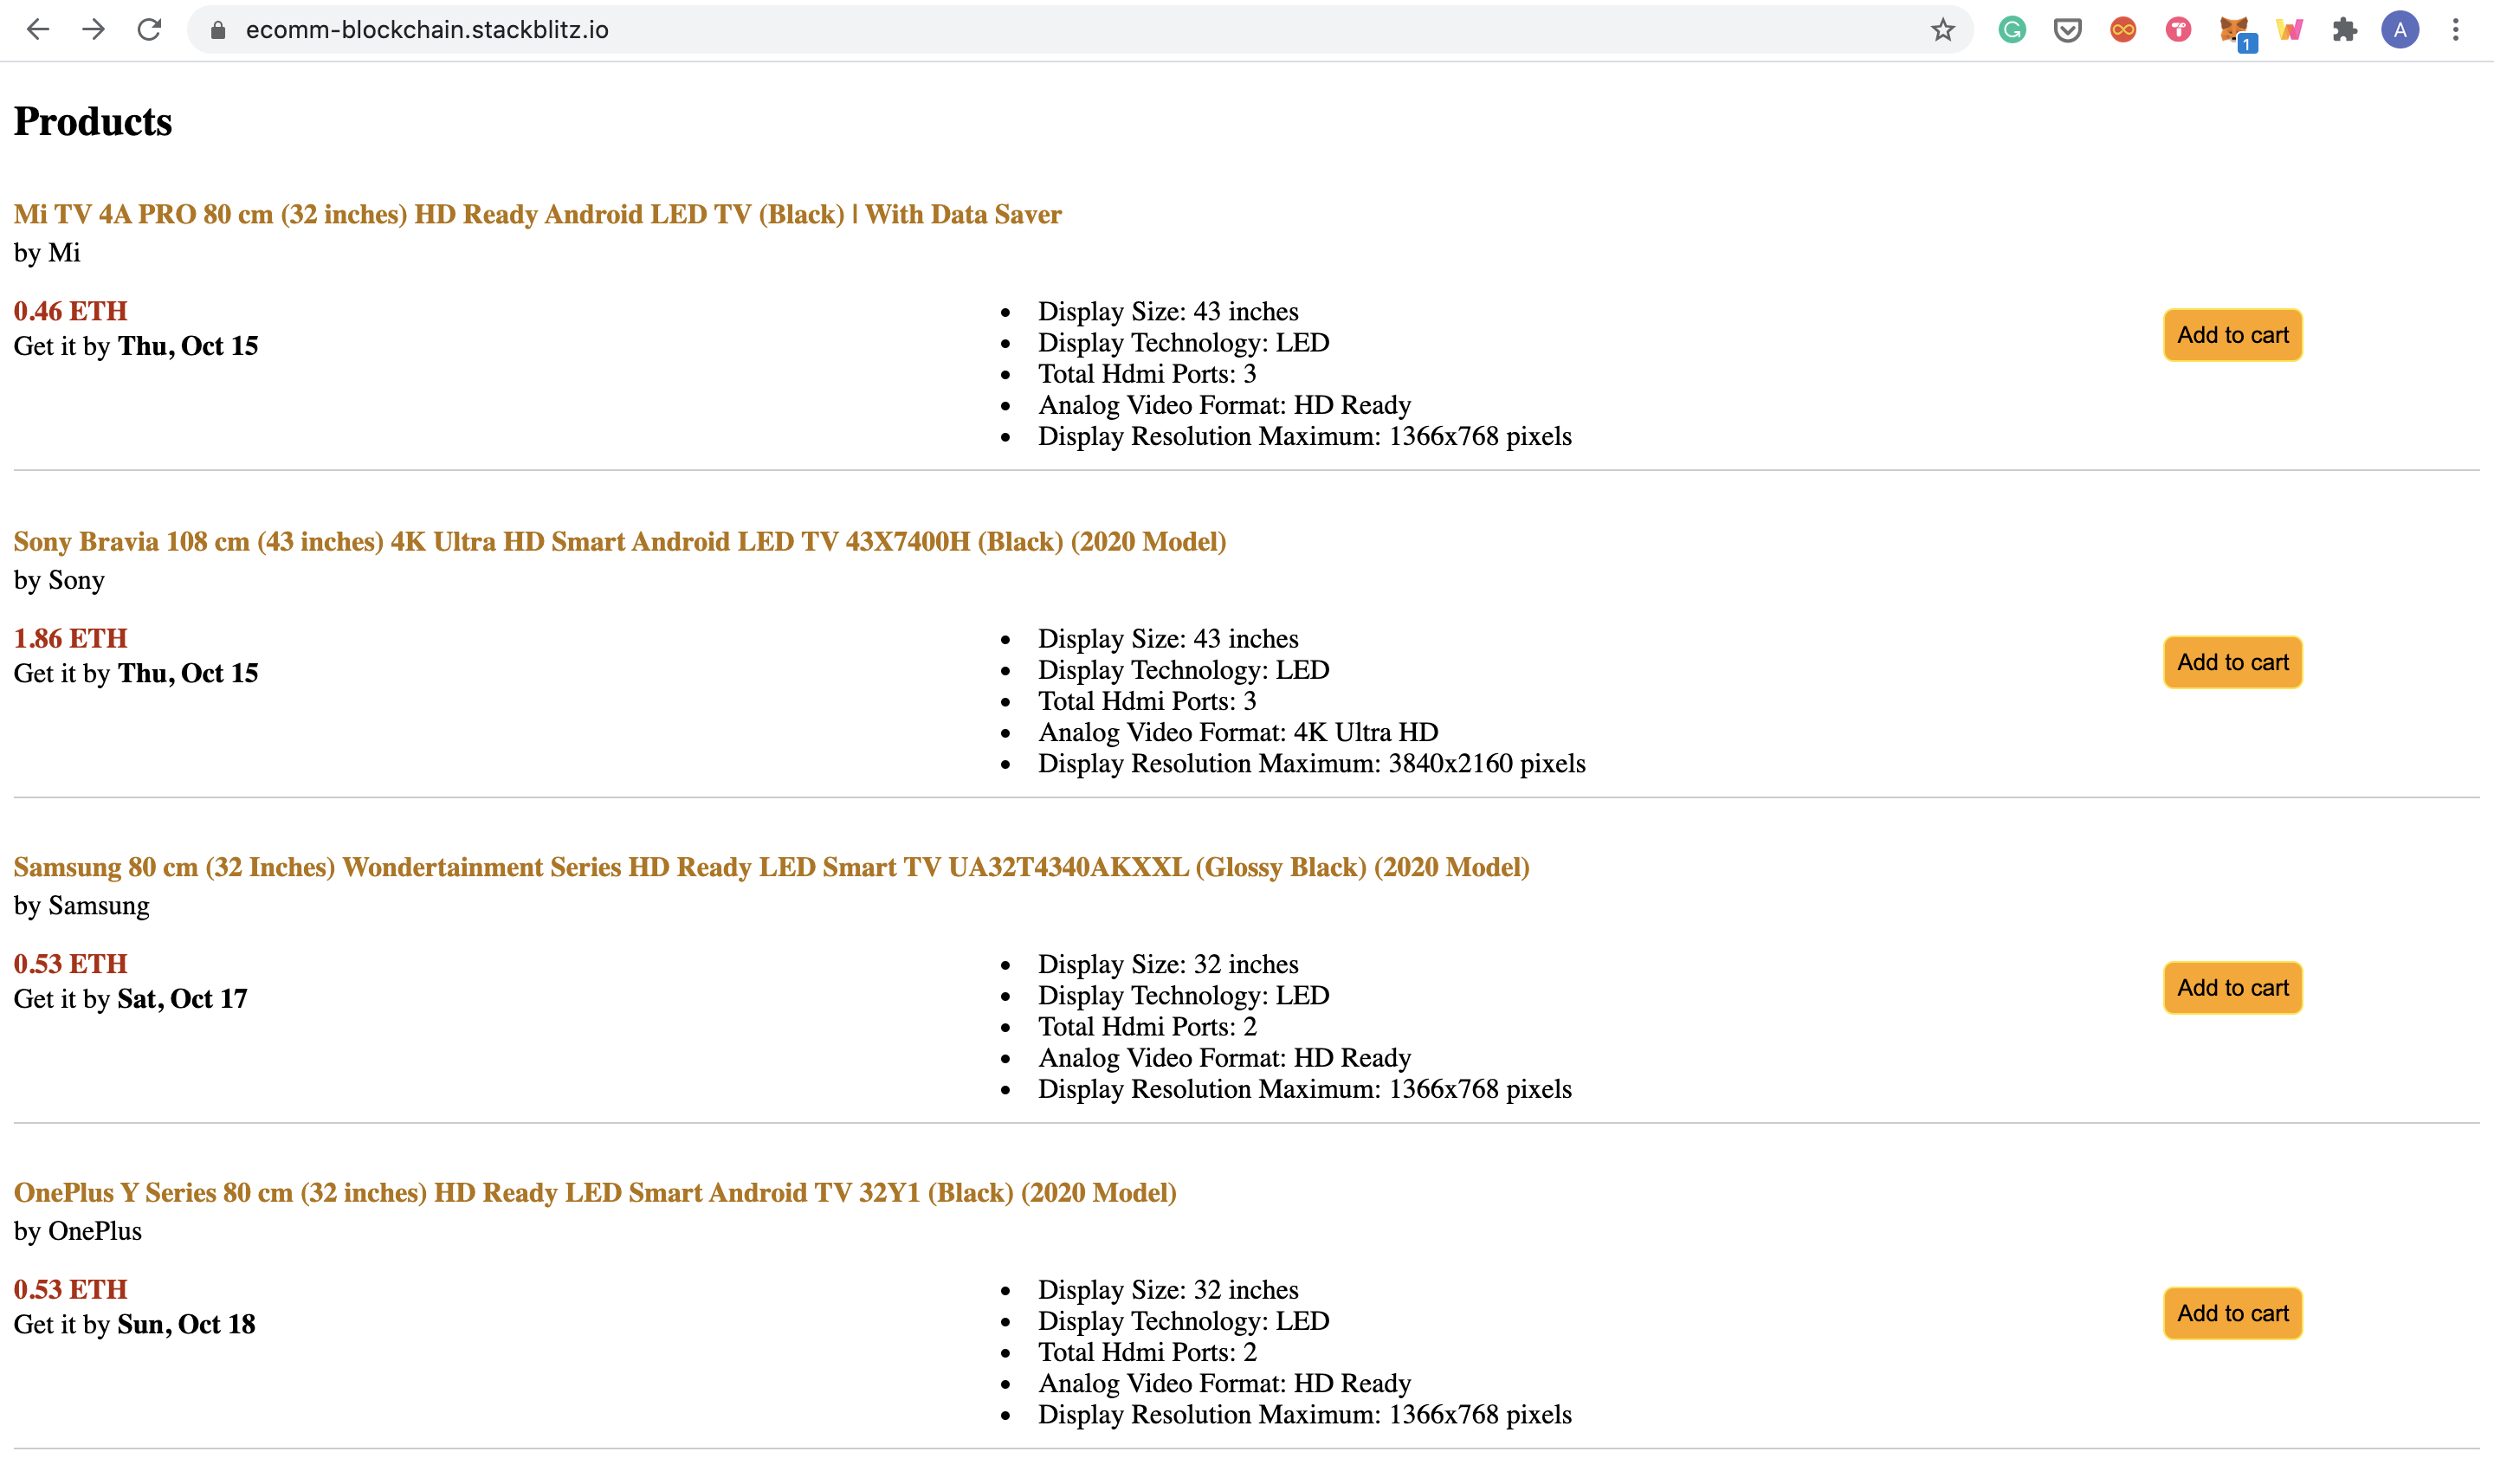 ecomm-blockchain.stackblitz.io
1
A
Products
Mi TV 4A PRO 80 cm (32 inches) HD Ready Android LED TV (Black) | With Data Saver
by Mi
0.46 ETH
Get it by Thu, Oct 15
• Display Size: 43 inches
• Display Technology: LED
• Total Hdmi Ports: 3
• Analog Video Format: HD Ready
• Display Resolution Maximum: 1366x768 pixels
Add to cart
Sony Bravia 108 cm (43 inches) 4K Ultra HD Smart Android LED TV 43X7400H (Black) (2020 Model)
by Sony
1.86 ETH
Get it by Thu, Oct 15
• Display Size: 43 inches
• Display Technology: LED
• Total Hdmi Ports: 3
• Analog Video Format: 4K Ultra HD
• Display Resolution Maximum: 3840x2160 pixels
Add to cart
Samsung 80 cm (32 Inches) Wondertainment Series HD Ready LED Smart TV UA32T4340AKXXL (Glossy Black) (2020 Model)
by Samsung
0.53 ETH
Get it by Sat, Oct 17
• Display Size: 32 inches
• Display Technology: LED
• Total Hdmi Ports: 2
• Analog Video Format: HD Ready
• Display Resolution Maximum: 1366x768 pixels
Add to cart
OnePlus Y Series 80 cm (32 inches) HD Ready LED Smart Android TV 32Y1 (Black) (2020 Model)
by OnePlus
0.53 ETH
Get it by Sun, Oct 18
• Display Size: 32 inches
• Display Technology: LED
• Total Hdmi Ports: 2
• Analog Video Format: HD Ready
• Display Resolution Maximum: 1366x768 pixels
Add to cart